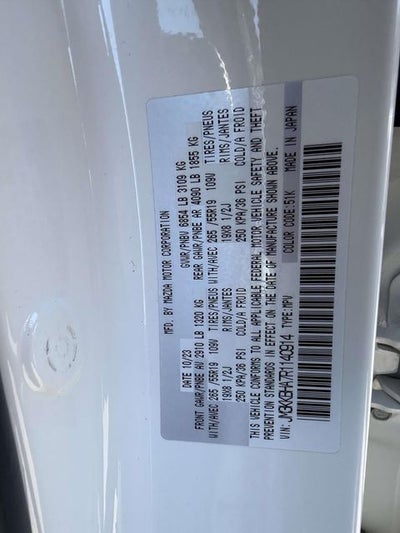 MFD. BY MAZDA MOTOR CORPORATION
DATE 10/23 GVWR/PNBV 6854 LB 3109 KG
FRONT GAWR/PNBE AV 2910 LB 1320 KG REAR GAWR/PNBE AR 4090 LB 1855 KG
WITH/AVEC 265/55R19 109V TIRES/PNEUS WITH/AVEC 265/55R19 109V TIRES/PNEUS
19X8 1/2J RIMS/JANTES 19X8 1/2J RIMS/JANTES
250 KPA/36 PSI COLD/A FROID 250 KPA/36 PSI COLD/A FROID
THIS VEHICLE CONFORMS TO ALL APPLICABLE FEDERAL MOTOR VEHICLE SAFETY AND THEFT
PREVENTION STANDARDS IN EFFECT ON THE DATE OF MANUFACTURE SHOWN ABOVE.
VIN: JM3KKBHA7R1140914 TYPE:MPV COLOR CODE:51K MADE IN JAPAN